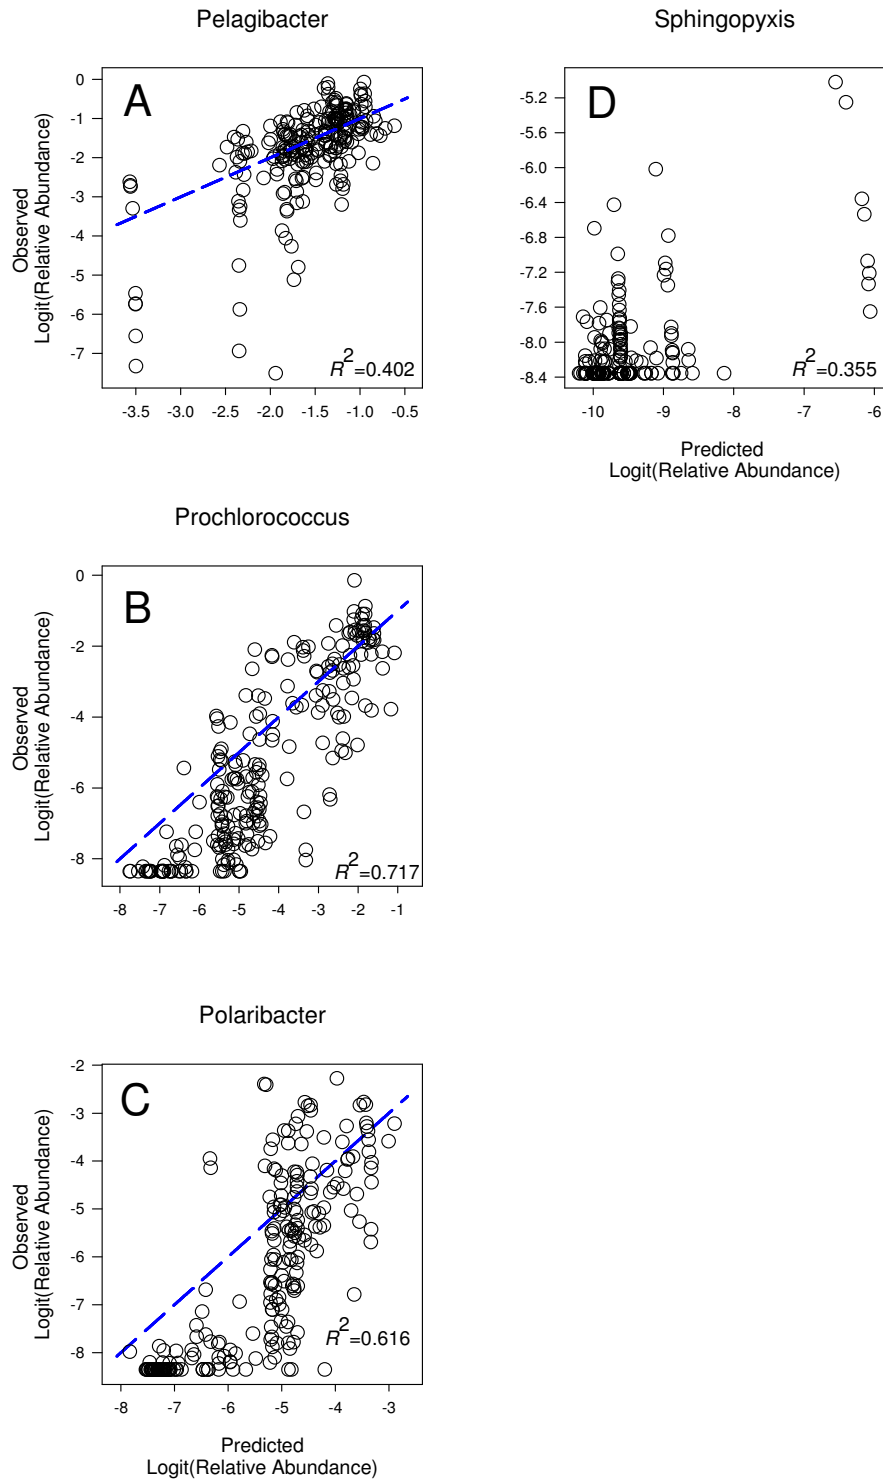 Pelagibacter
A
0
-1
-2
-3
-4
-5
-6
-7
Observed
Logit(Relative Abundance)
R²=0.402
-3.5 -3.0 -2.5 -2.0 -1.5 -1.0 -0.5
Sphingopyxis
D
-5.2
-5.6
-6.0
-6.4
-6.8
-7.2
-7.6
-8.0
-8.4
R²=0.355
-10 -9 -8 -7 -6
Predicted
Logit(Relative Abundance)
Prochlorococcus
B
0
-2
-4
-6
-8
Observed
Logit(Relative Abundance)
R²=0.717
-8 -7 -6 -5 -4 -3 -2 -1
Polaribacter
C
-2
-3
-4
-5
-6
-7
-8
Observed
Logit(Relative Abundance)
R²=0.616
-8 -7 -6 -5 -4 -3
Predicted
Logit(Relative Abundance)